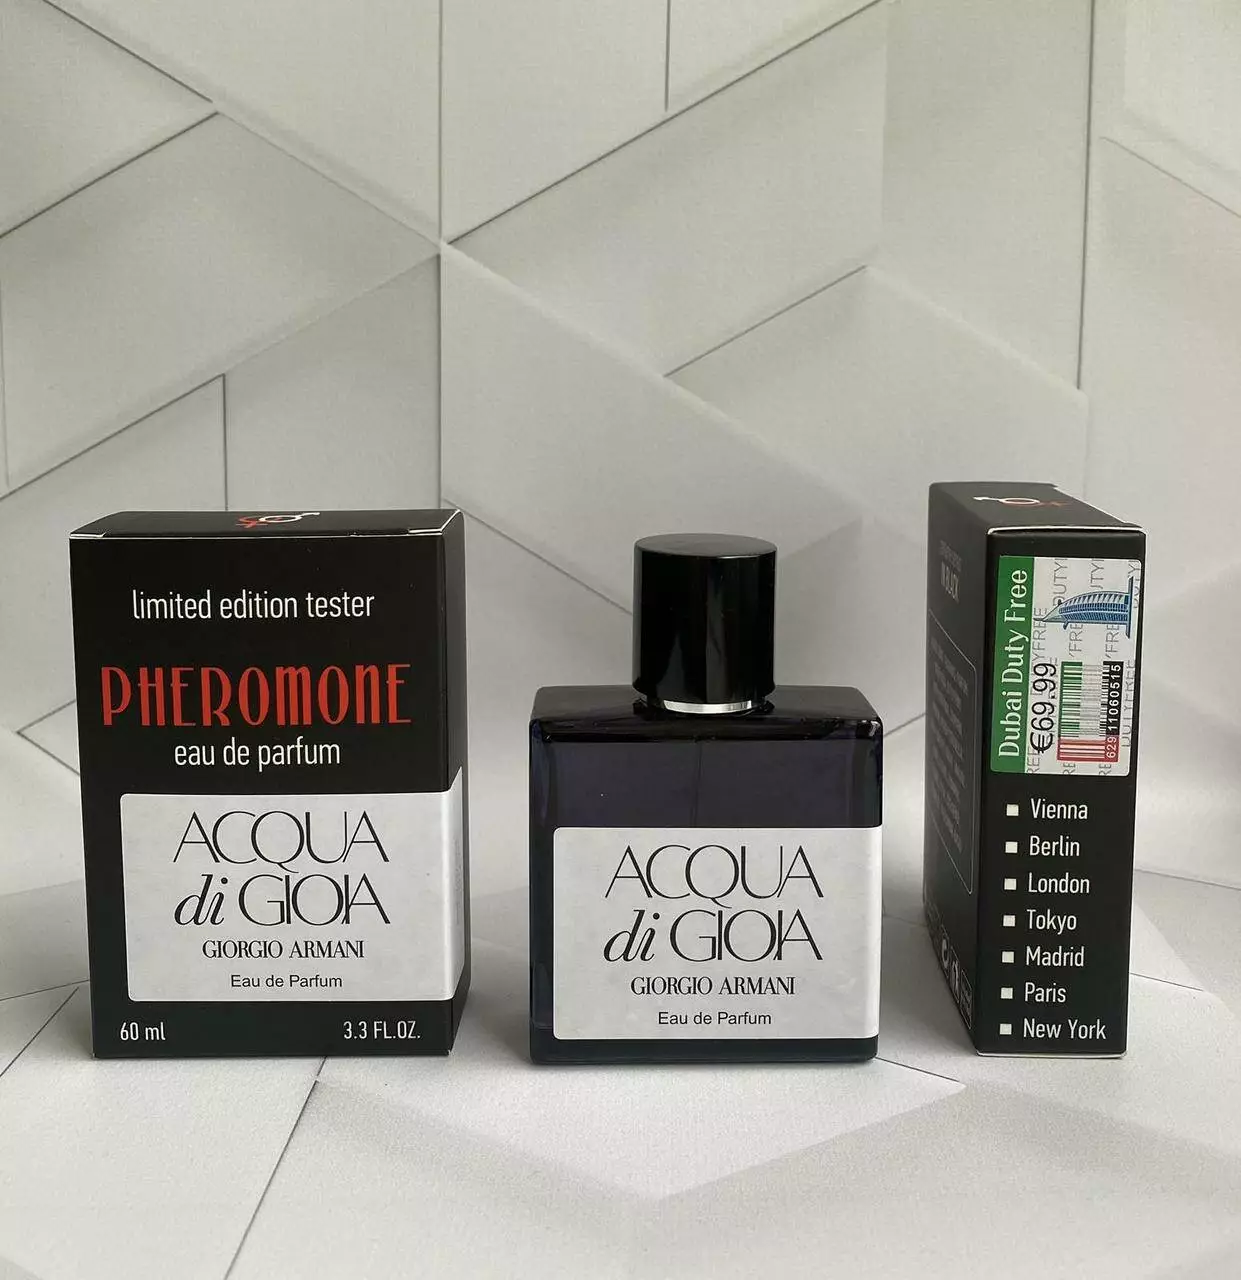 limited edition tester
PHEROMONE
eau de parfum
ACQUA
di GIOIA
GIORGIO ARMANI
Eau de Parfum
60 ml 3.3 FL.OZ.
ACQUA
di GIOIA
GIORGIO ARMANI
Eau de Parfum
IN BLACK
Dubai Duty Free
€69.99
629 11060515
Vienna
Berlin
London
Tokyo
Madrid
Paris
New York